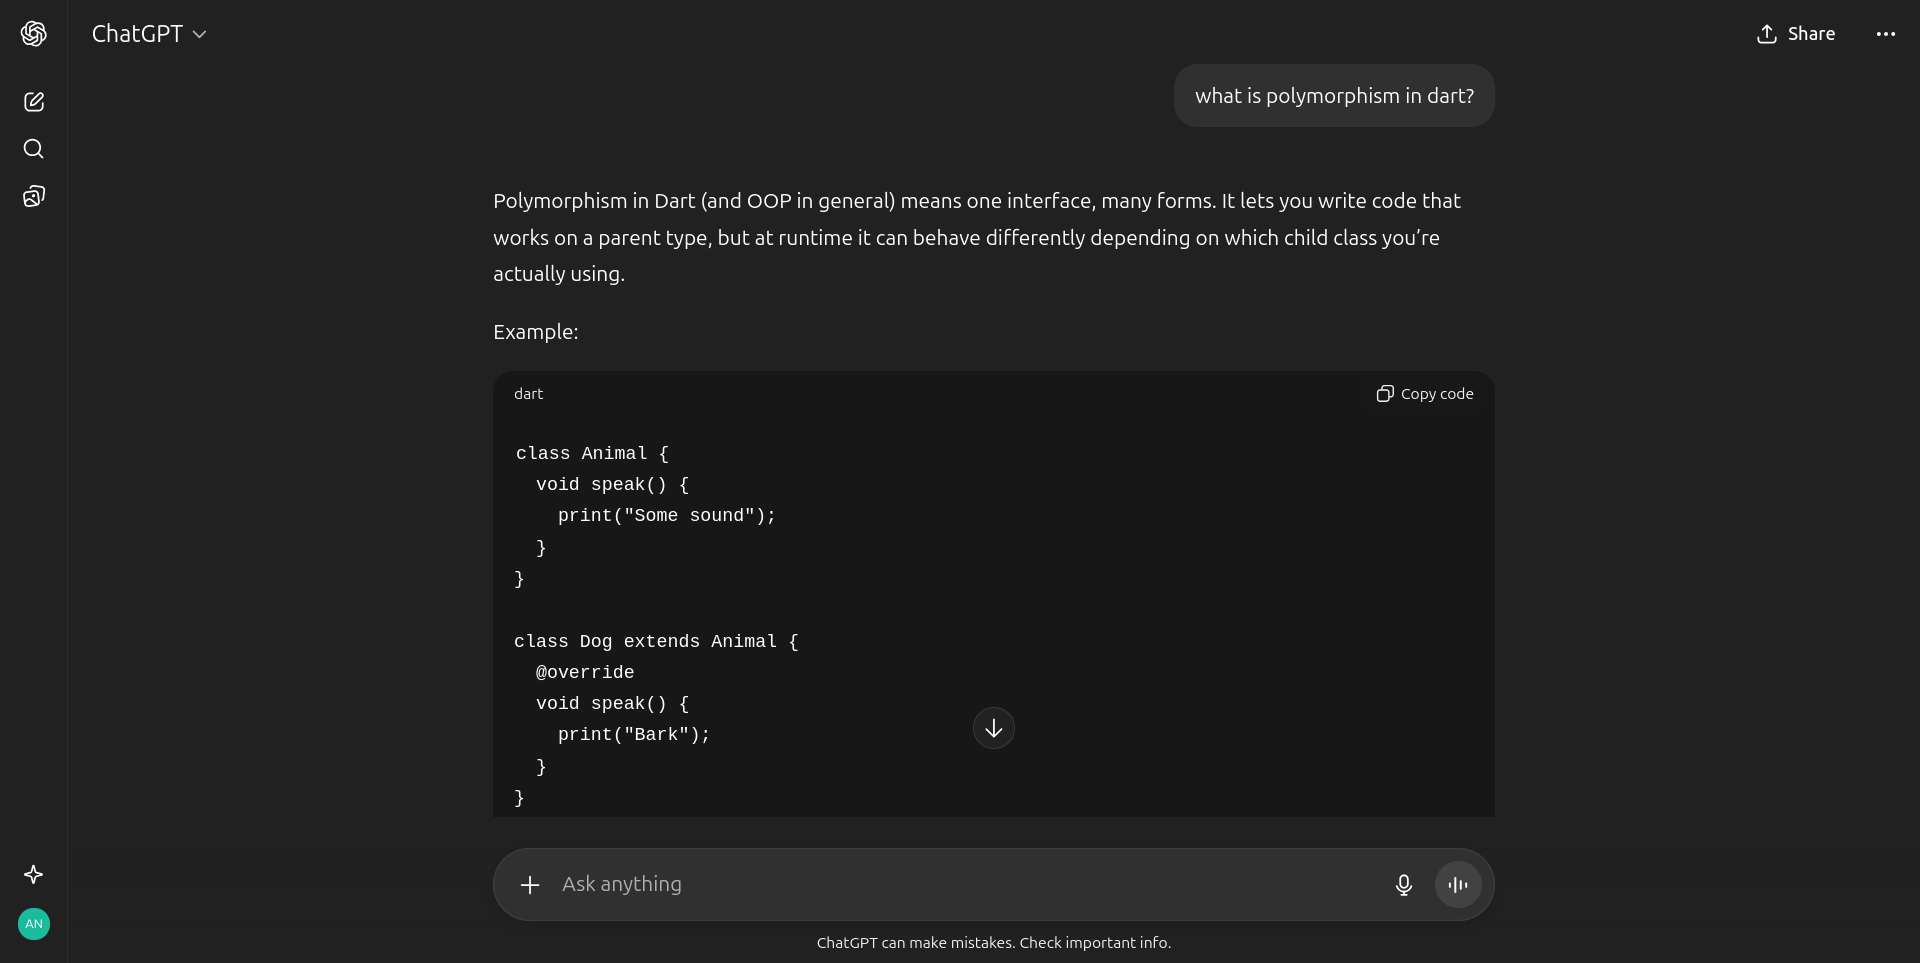 ChatGPT
Share
what is polymorphism in dart?
Polymorphism in Dart (and OOP in general) means one interface, many forms. It lets you write code that
works on a parent type, but at runtime it can behave differently depending on which child class you’re
actually using.
Example:
dart
Copy code
class Animal {
  void speak() {
    print("Some sound");
  }
}
class Dog extends Animal {
  @override
  void speak() {
    print("Bark");
  }
}
Ask anything
AN
ChatGPT can make mistakes. Check important info.